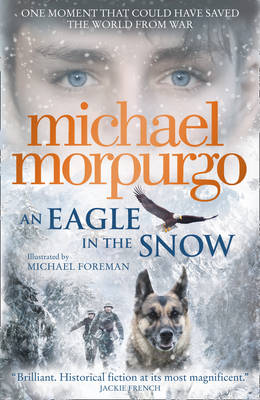 ONE MOMENT THAT COULD HAVE SAVED
THE WORLD FROM WAR
michael
morpurgo
AN EAGLE
IN THE SNOW
Illustrated by
MICHAEL FOREMAN
“Brilliant. Historical fiction at its most magnificent.”
JACKIE FRENCH